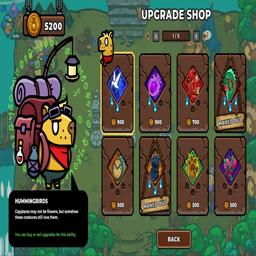 5200
UPGRADE SHOP
1 / 3
500
900
700
MAXED OUT
500
MAXED OUT
500
HUMMINGBIRDS
Capybaras may not be flowers, but somehow
these creatures still love them.
You can buy or sell upgrades for this ability.
BACK